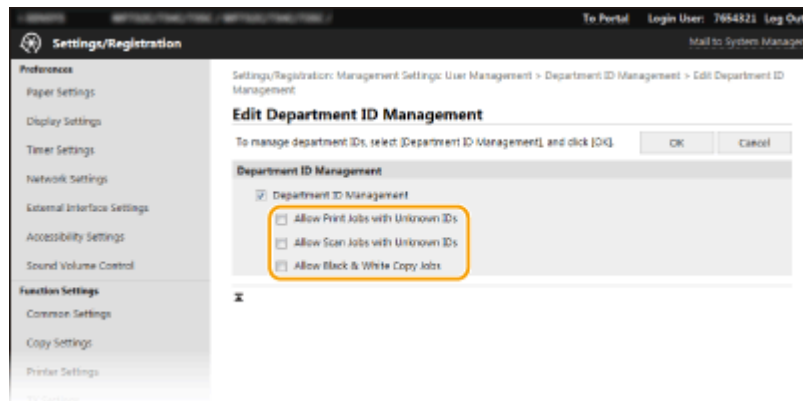 To Portal Login User: 7654321 Log Ou
Settings/Registration
Mail to System Manage
Preferences
Paper Settings
Display Settings
Timer Settings
Network Settings
External Interface Settings
Accessibility Settings
Sound Volume Control
Function Settings
Common Settings
Copy Settings
Printer Settings
Settings/Registration: Management Settings: User Management > Department ID Management > Edit Department ID
Management
Edit Department ID Management
To manage department IDs, select [Department ID Management], and click [OK].
OK
Cancel
Department ID Management
Department ID Management
Allow Print Jobs with Unknown IDs
Allow Scan Jobs with Unknown IDs
Allow Black & White Copy Jobs